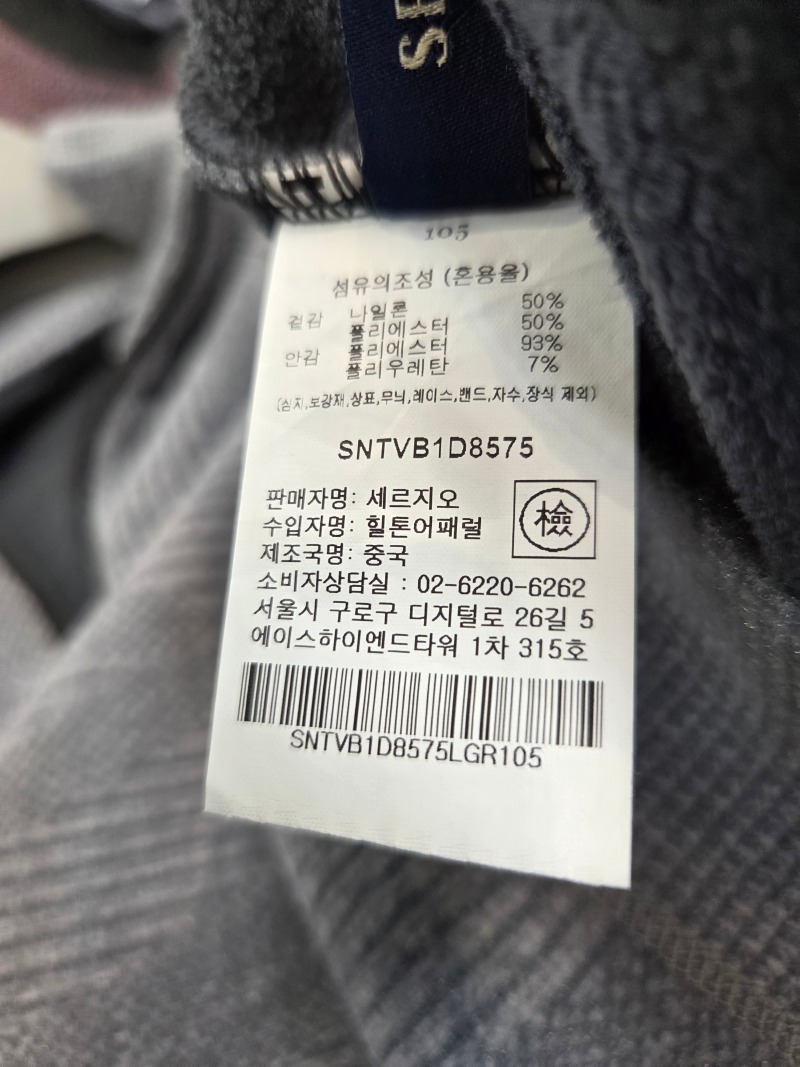 SE
105
섬유의조성 (혼용율)
겉감 나일론 50%
폴리에스터 50%
안감 폴리에스터 93%
폴리우레탄 7%
(심지,보강재,상표,무늬,레이스,밴드,자수,장식 제외)
SNTVB1D8575
판매자명: 세르지오
수입자명: 힐튼어패럴
제조국명: 중국
檢
소비자상담실 : 02-6220-6262
서울시 구로구 디지털로 26길 5
에이스하이엔드타워 1차 315호
SNTVB1D8575LGR105